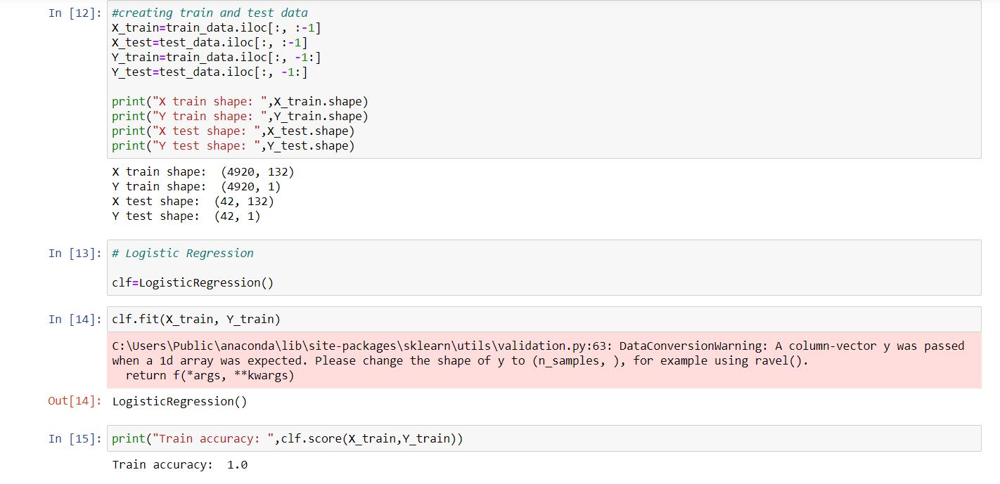 In [12]: #creating train and test data
X_train=train_data.iloc[:, :-1]
X_test=test_data.iloc[:, :-1]
Y_train=train_data.iloc[:, -1:]
Y_test=test_data.iloc[:, -1:]
print("X train shape: ",X_train.shape)
print("Y train shape: ",Y_train.shape)
print("X test shape: ",X_test.shape)
print("Y test shape: ",Y_test.shape)
X train shape:  (4920, 132)
Y train shape:  (4920, 1)
X test shape:  (42, 132)
Y test shape:  (42, 1)
In [13]: # Logistic Regression
clf=LogisticRegression()
In [14]: clf.fit(X_train, Y_train)
C:\Users\Public\anaconda\lib\site-packages\sklearn\utils\validation.py:63: DataConversionWarning: A column-vector y was passed
when a 1d array was expected. Please change the shape of y to (n_samples, ), for example using ravel().
return f(*args, **kwargs)
Out[14]: LogisticRegression()
In [15]: print("Train accuracy: ",clf.score(X_train,Y_train))
Train accuracy:  1.0